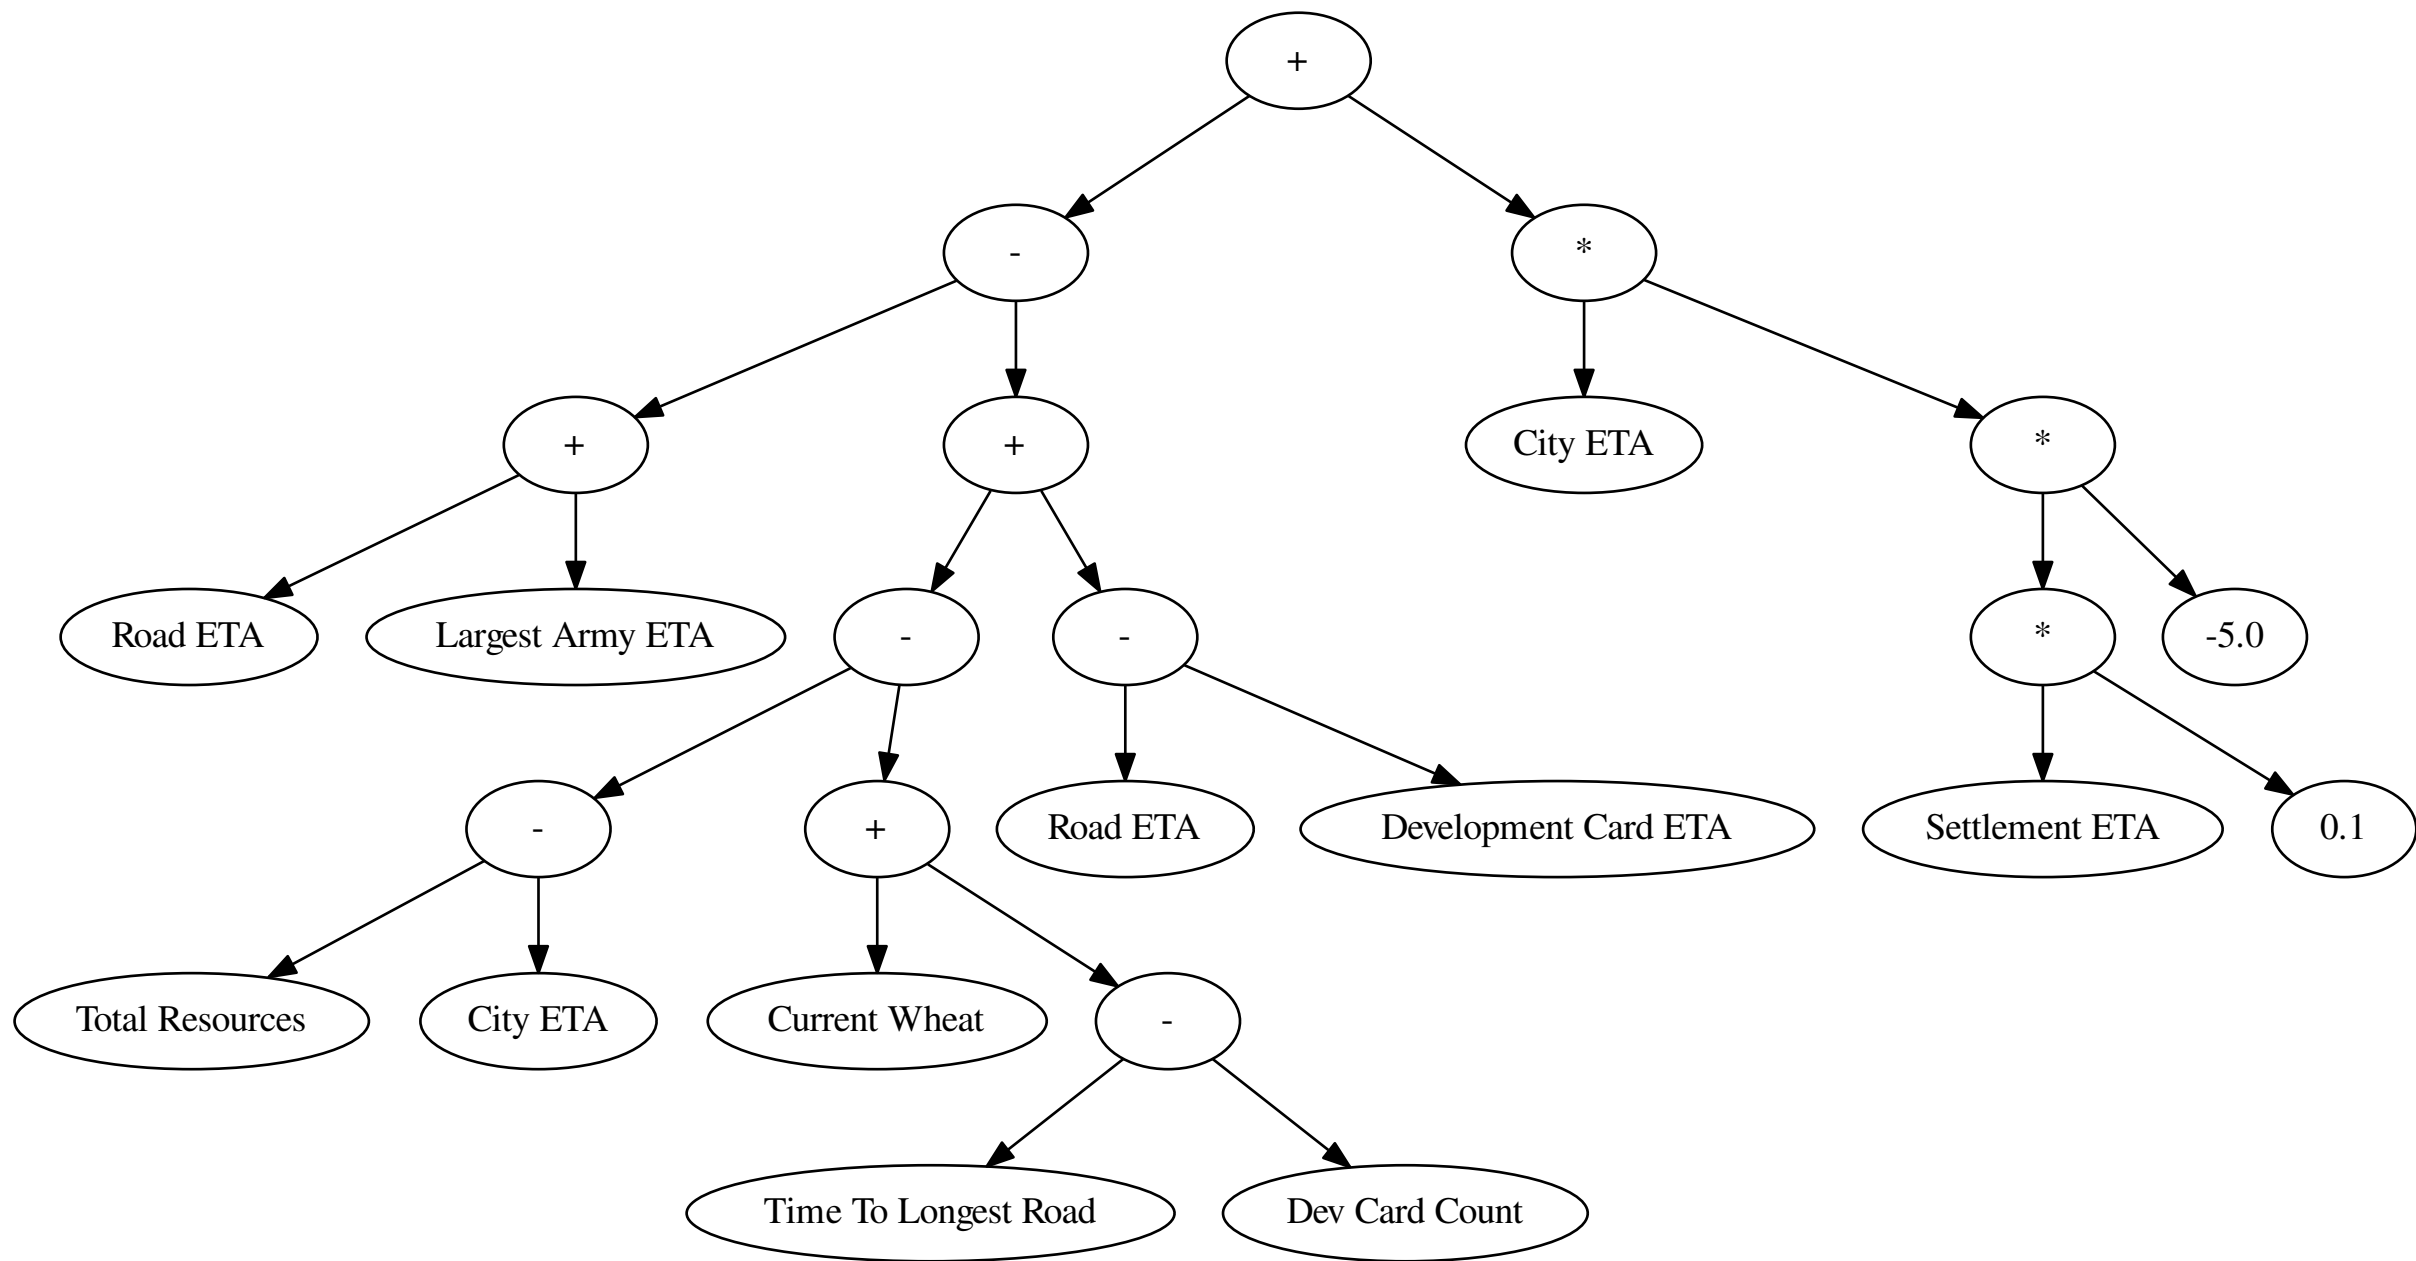 +
-
*
+
+
City ETA
*
Road ETA
Largest Army ETA
-
-
*
-5.0
-
+
Road ETA
Development Card ETA
Settlement ETA
0.1
Total Resources
City ETA
Current Wheat
-
Time To Longest Road
Dev Card Count